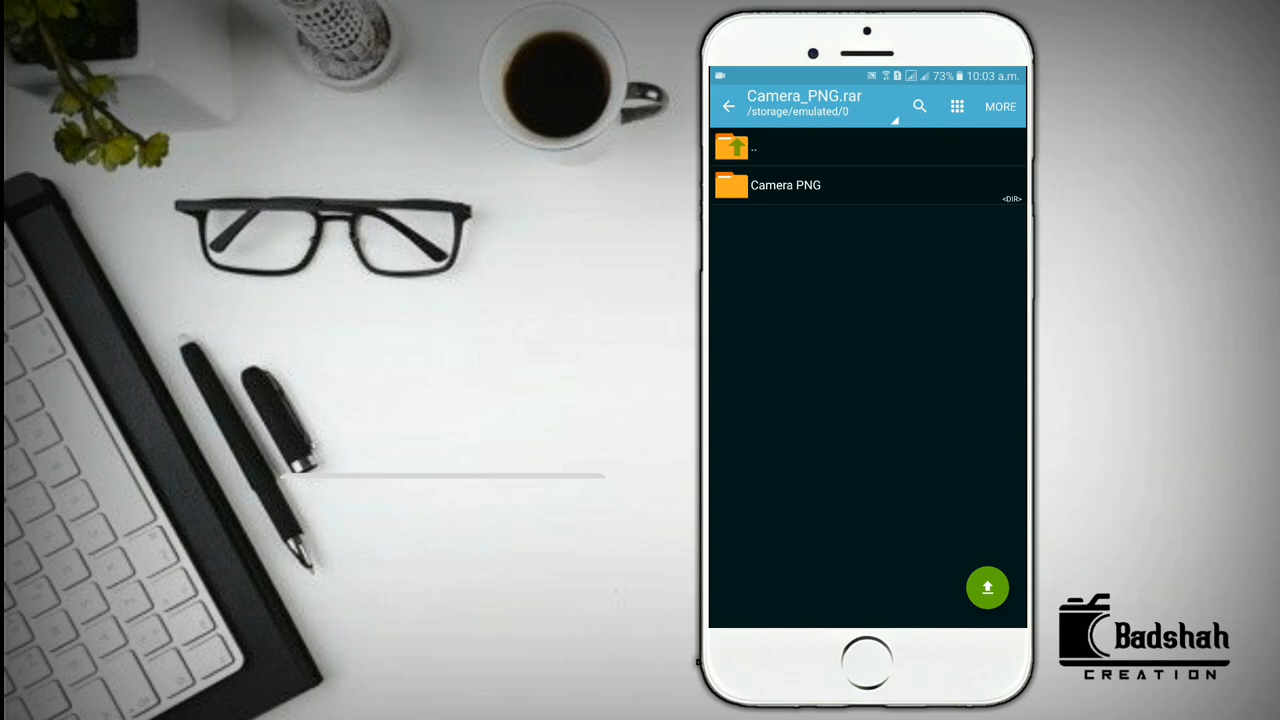 73% 10:03 a.m.
Camera_PNG.rar
/storage/emulated/0
MORE
..
Camera PNG
<DIR>
Badshah
CREATION